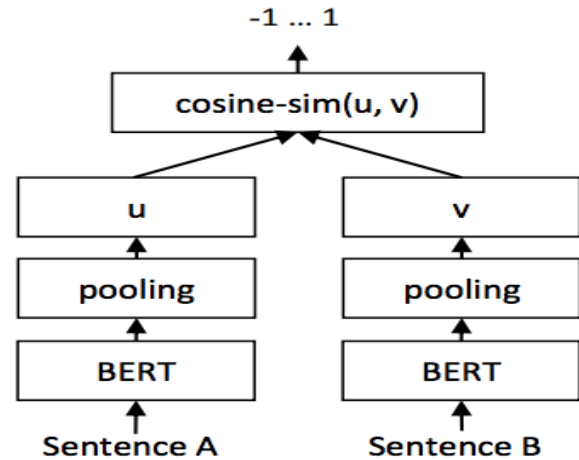 -1 ... 1
cosine-sim(u, v)
u v
pooling pooling
BERT BERT
Sentence A Sentence B